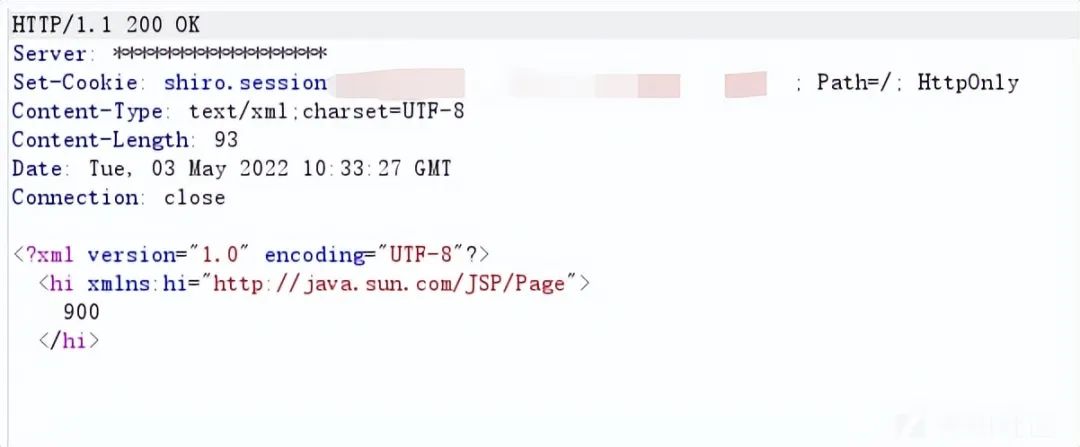 HTTP/1.1 200 OK
Server: ******************
Set-Cookie: shiro.session ; Path=/; HttpOnly
Content-Type: text/xml;charset=UTF-8
Content-Length: 93
Date: Tue, 03 May 2022 10:33:27 GMT
Connection: close
<?xml version="1.0" encoding="UTF-8"?>
<hi xmlns:hi="http://java.sun.com/JSP/Page">
900
</hi>